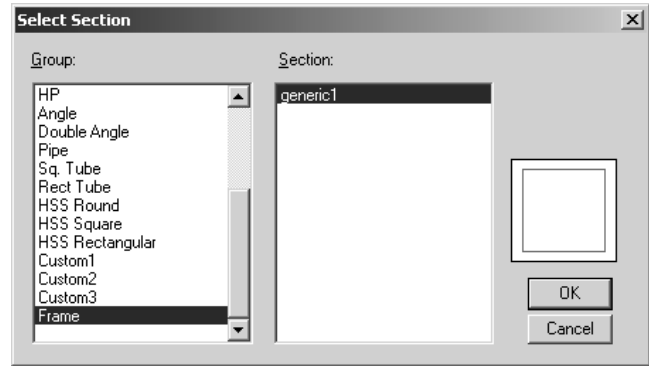 Select Section
Group:
Section:
HP
Angle
Double Angle
Pipe
Sq. Tube
Rect Tube
HSS Round
HSS Square
HSS Rectangular
Custom1
Custom2
Custom3
Frame
generic1
OK
Cancel